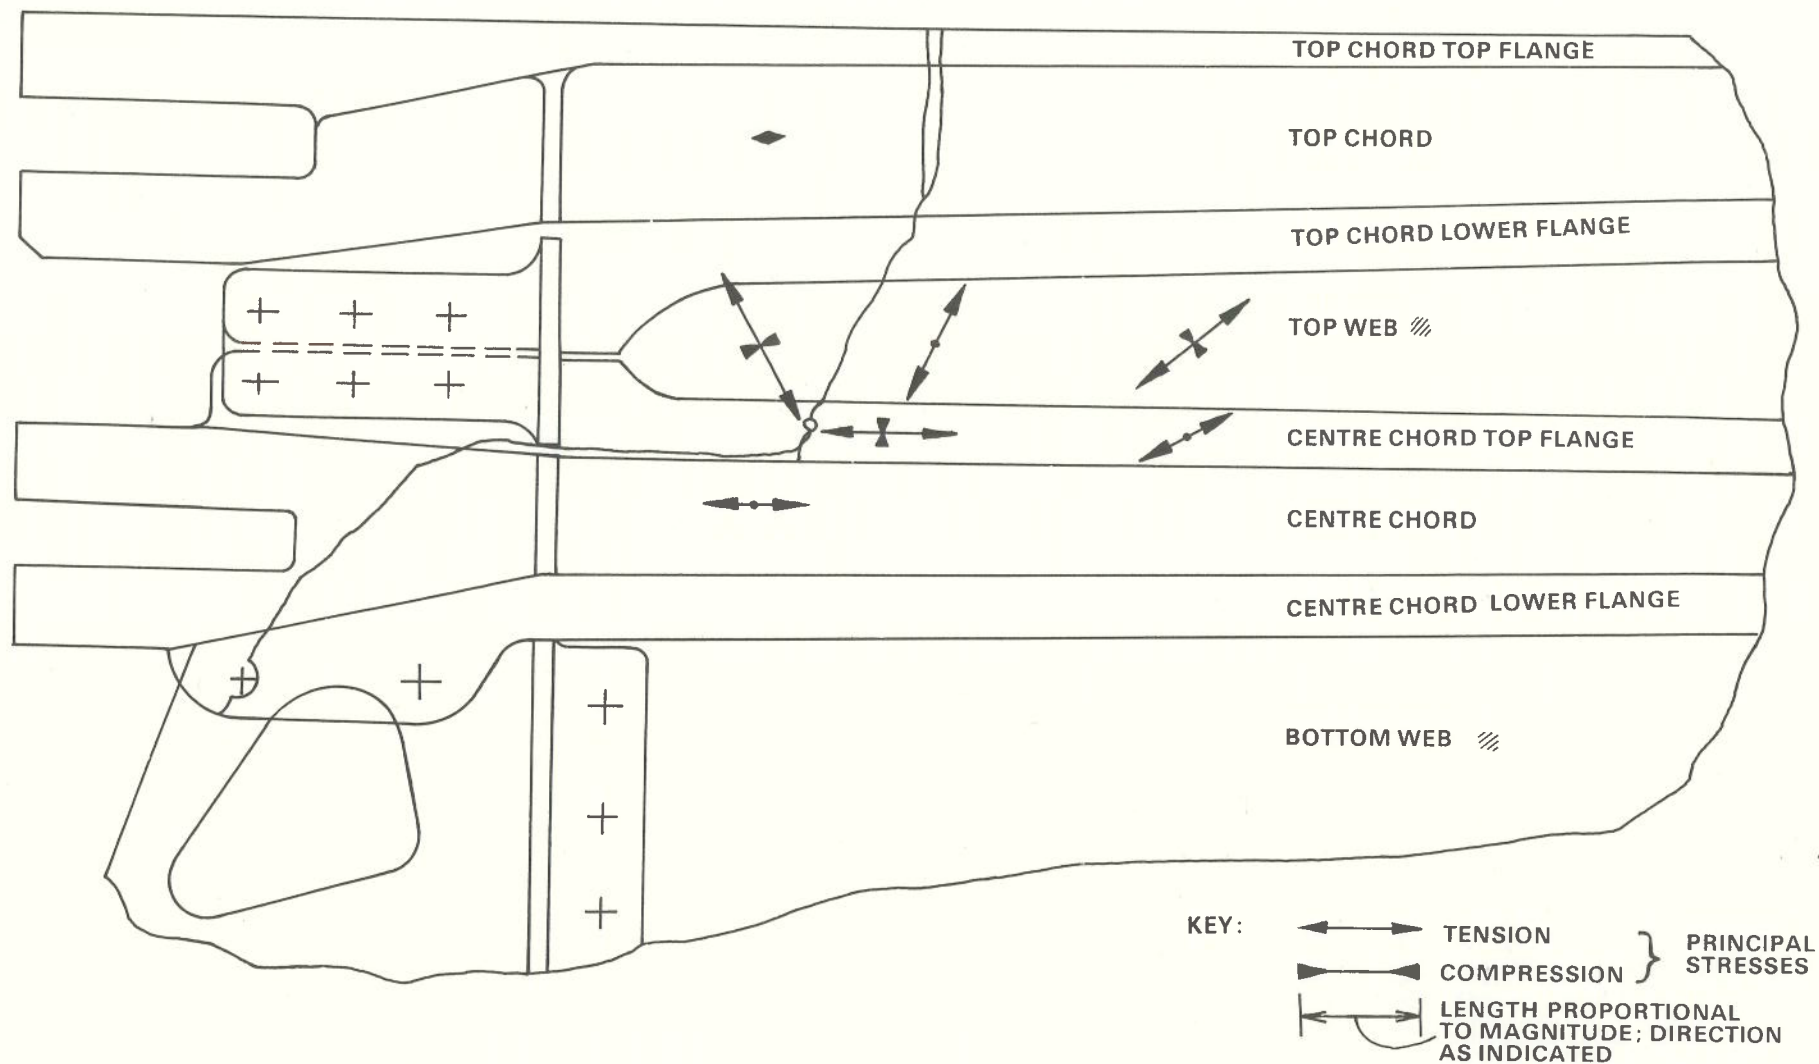 TOP CHORD TOP FLANGE
TOP CHORD
TOP CHORD LOWER FLANGE
TOP WEB
CENTRE CHORD TOP FLANGE
CENTRE CHORD
CENTRE CHORD LOWER FLANGE
BOTTOM WEB
KEY:
TENSION
COMPRESSION
PRINCIPAL
STRESSES
LENGTH PROPORTIONAL
TO MAGNITUDE; DIRECTION
AS INDICATED